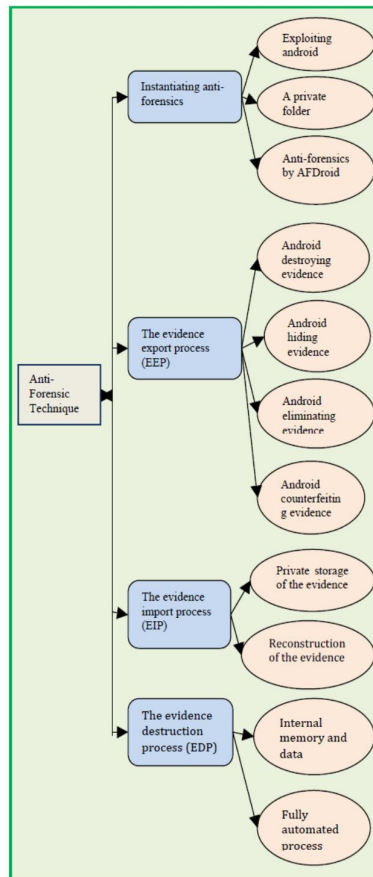 Anti-
Forensic
Technique
Instantiating anti-
forensics
Exploiting
android
A private
folder
Anti-forensics
by AFDroid
The evidence
export process
(EEP)
Android
destroying
evidence
Android
hiding
evidence
Android
eliminating
evidence
Android
counterfeitin
g evidence
The evidence
import process
(EIP)
Private storage
of the evidence
Reconstruction
of the evidence
The evidence
destruction
process (EDP)
Internal
memory and
data
Fully
automated
process